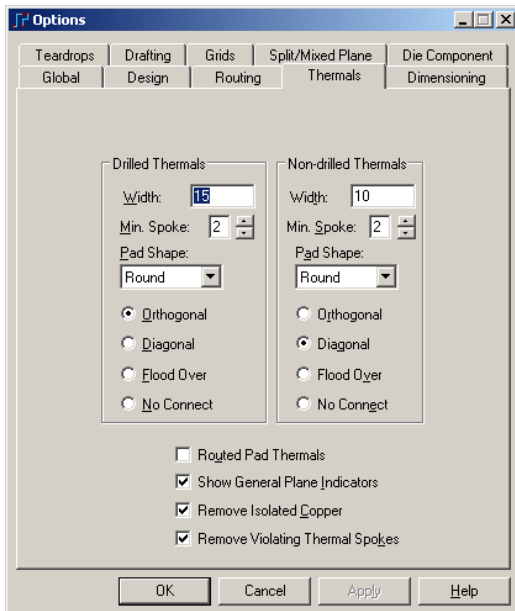 Options
Teardrops Drafting Grids Split/Mixed Plane Die Component
Global Design Routing Thermals Dimensioning
Drilled Thermals Non-drilled Thermals
Width: 15 Width: 10
Min. Spoke: 2 Min. Spoke: 2
Pad Shape: Pad Shape:
Round Round
Orthogonal Orthogonal
Diagonal Diagonal
Flood Over Flood Over
No Connect No Connect
Routed Pad Thermals
Show General Plane Indicators
Remove Isolated Copper
Remove Violating Thermal Spokes
OK Cancel Apply Help